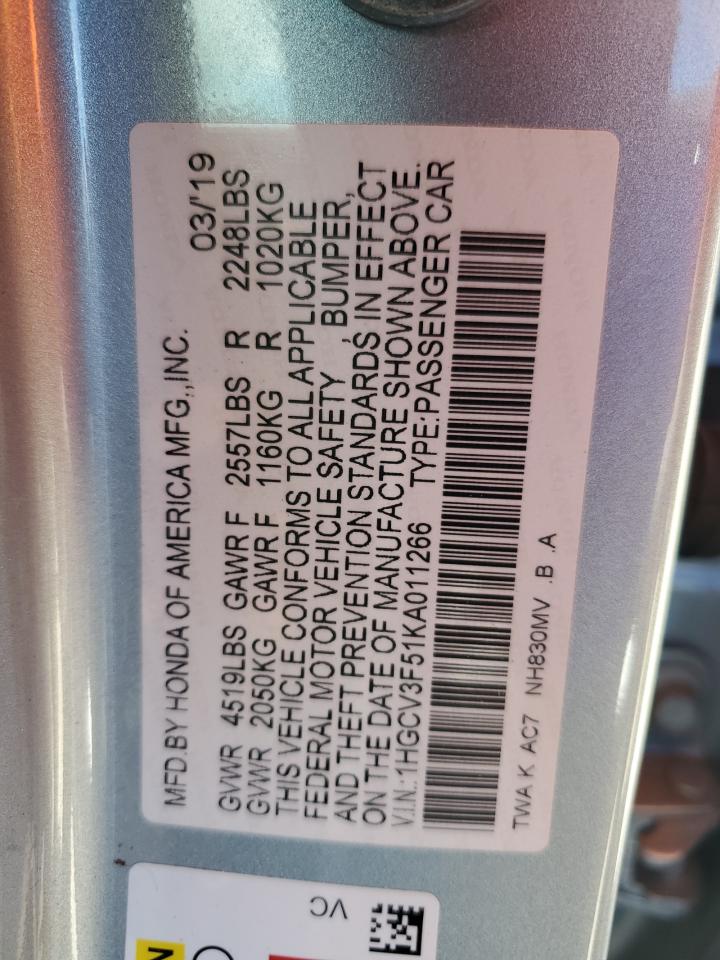 MFD.BY HONDA OF AMERICA MFG.,INC. 03/'19
GVWR 4519LBS GAWR F 2557LBS R 2248LBS
GVWR 2050KG GAWR F 1160KG R 1020KG
THIS VEHICLE CONFORMS TO ALL APPLICABLE
FEDERAL MOTOR VEHICLE SAFETY , BUMPER,
AND THEFT PREVENTION STANDARDS IN EFFECT
ON THE DATE OF MANUFACTURE SHOWN ABOVE.
V.I.N.:1HGCV3F51KA011266 TYPE:PASSENGER CAR
TWA K AC7 NH830MV .B .A
VC